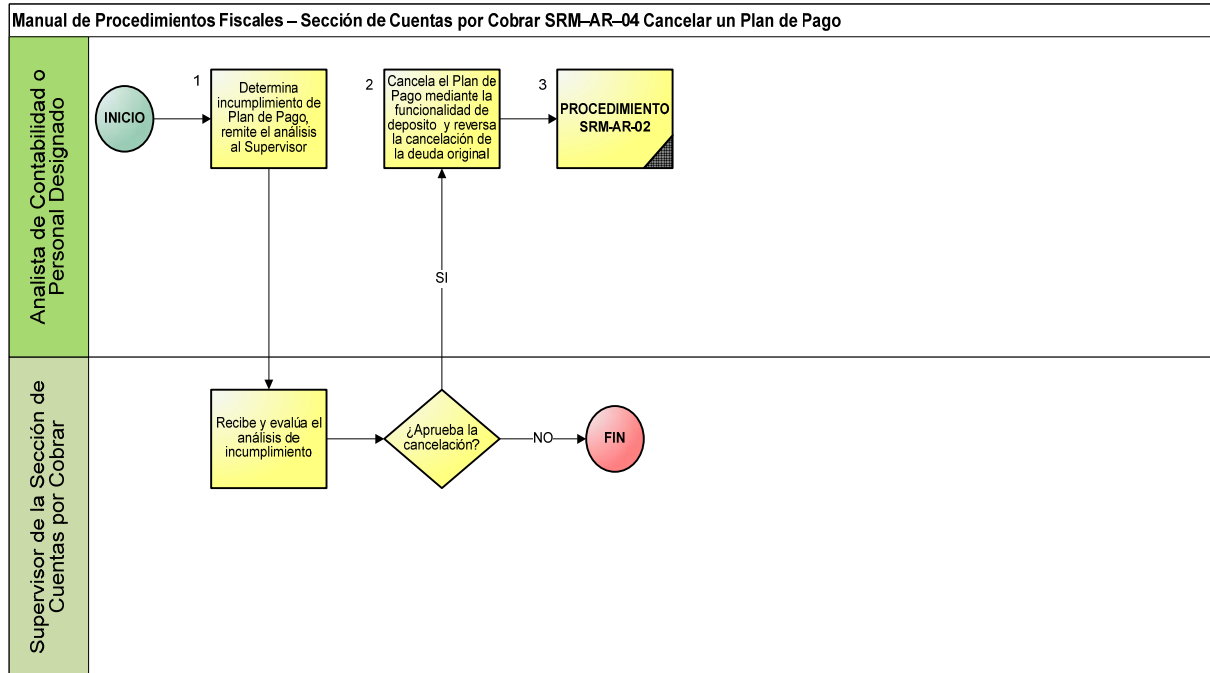 Manual de Procedimientos Fiscales – Sección de Cuentas por Cobrar SRM–AR–04 Cancelar un Plan de Pago
Analista de Contabilidad o
Personal Designado
INICIO
1
Determina
incumplimiento de
Plan de Pago,
remite el análisis
al Supervisor
2
Cancela el Plan de
Pago mediante la
funcionalidad de
deposito y reversa
la cancelación de
la deuda original
3
PROCEDIMIENTO
SRM-AR-02
SI
Supervisor de la Sección de
Cuentas por Cobrar
Recibe y evalúa el
análisis de
incumplimiento
¿Aprueba la
cancelación?
NO
FIN